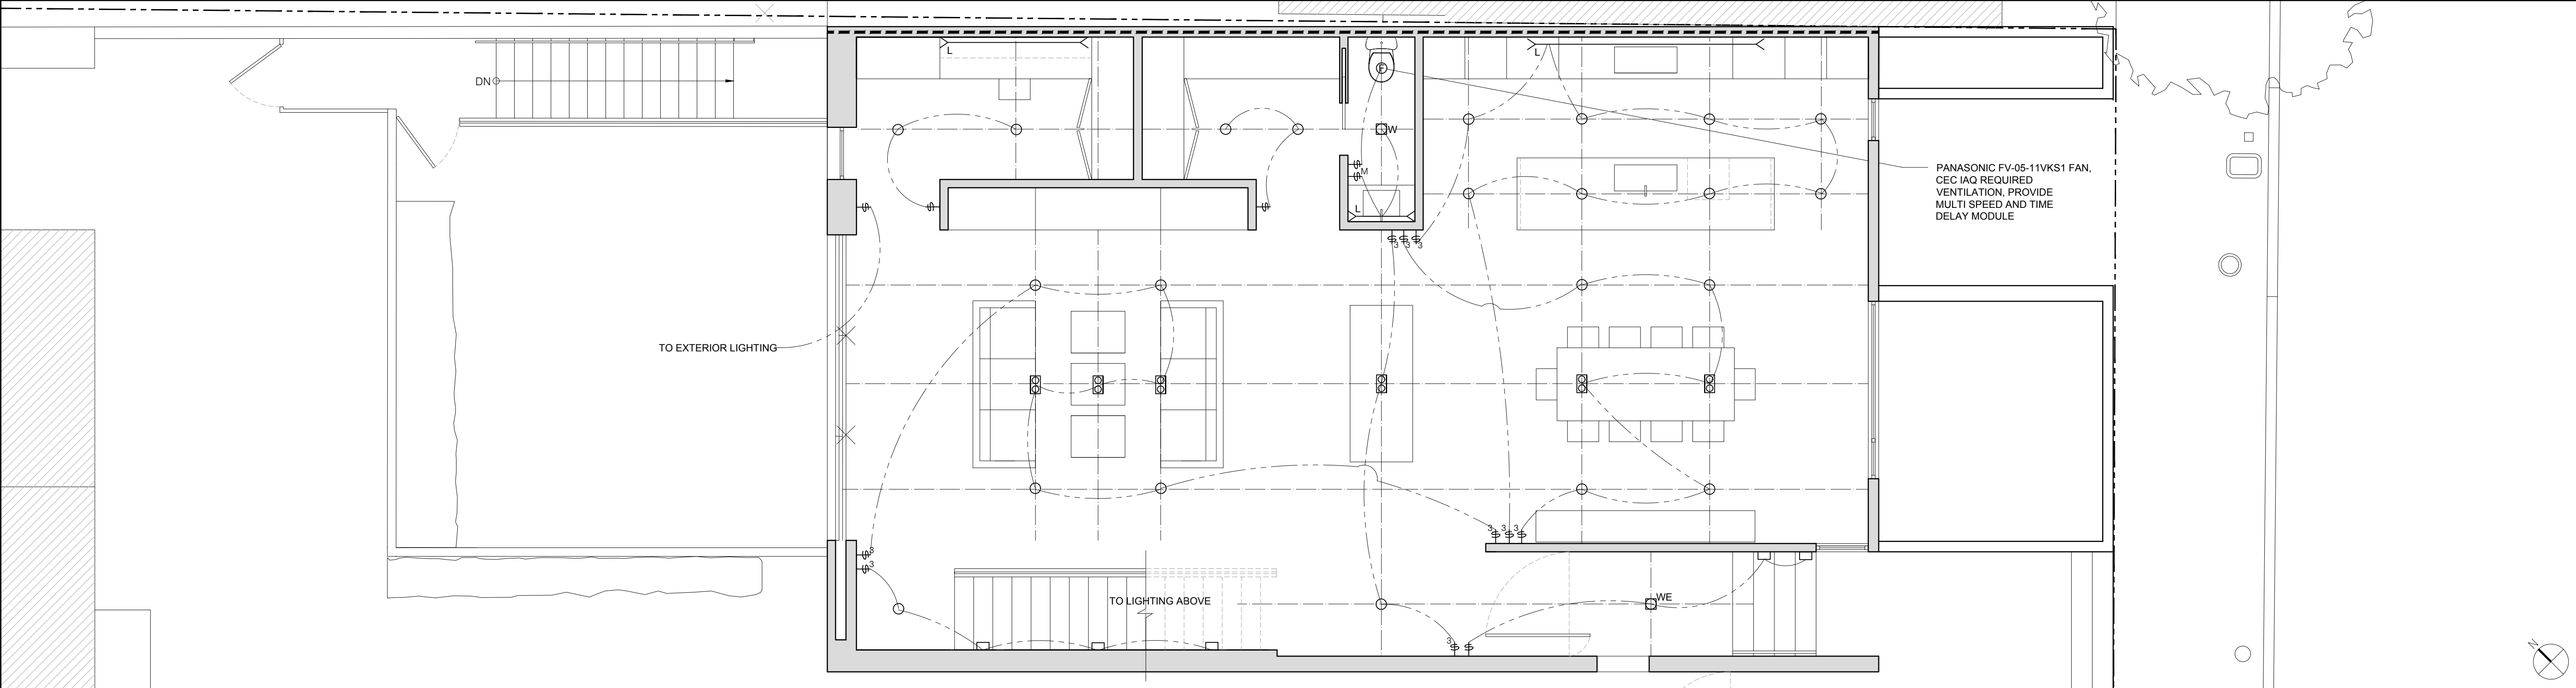 L
L
DN
W
M
PANASONIC FV-05-11VKS1 FAN,
CEC IAQ REQUIRED
VENTILATION, PROVIDE
MULTI SPEED AND TIME
DELAY MODULE
F
L
3 3 3
TO EXTERIOR LIGHTING
3 3 3
3
3
WE
TO LIGHTING ABOVE
3
N